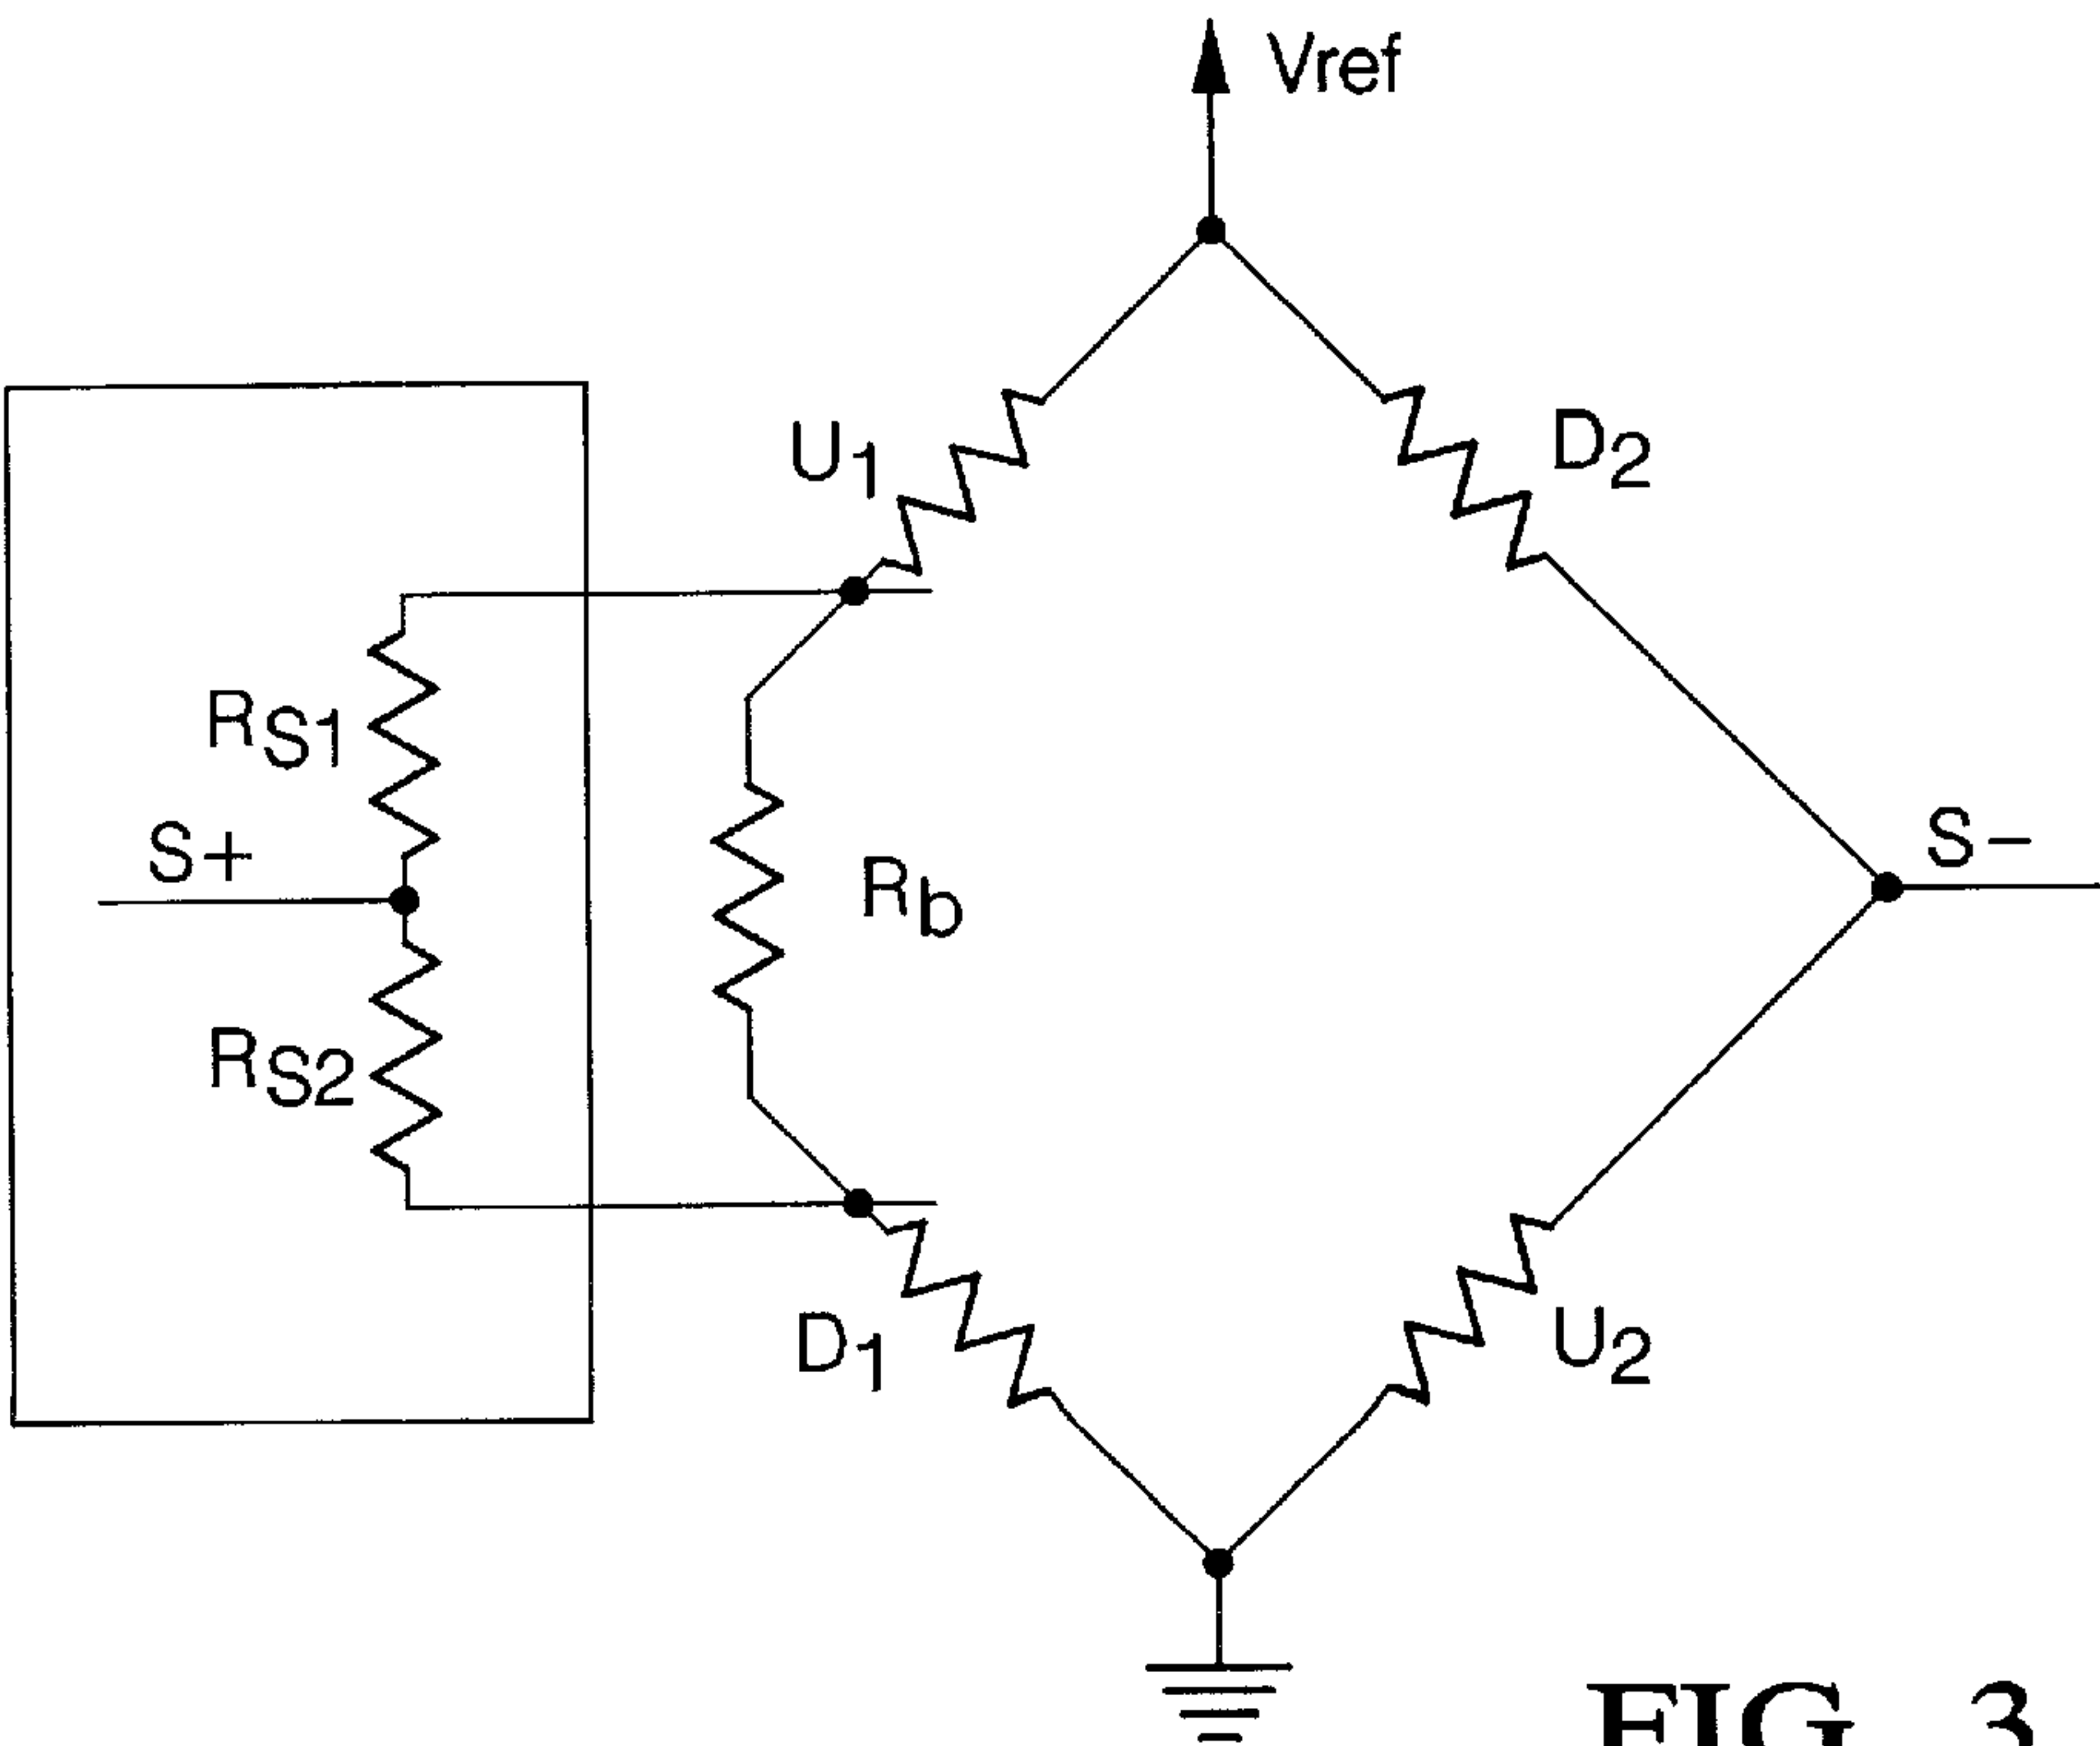 Vref
U1
D2
RS1
S+
Rb
S-
RS2
D1
U2
FIG. 3